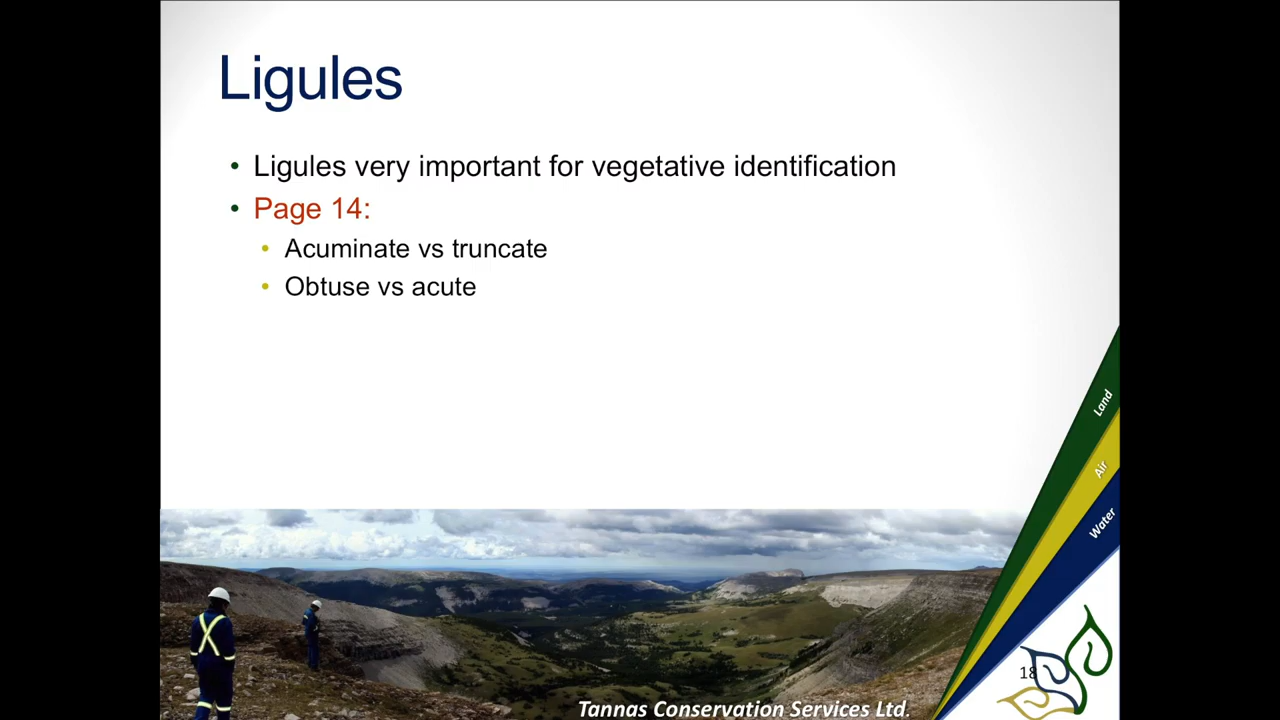 Ligules
• Ligules very important for vegetative identification
• Page 14:
• Acuminate vs truncate
• Obtuse vs acute
Land
Air
Water
18
Tannas Conservation Services Ltd.